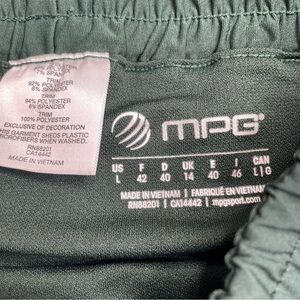 7% SPANDEX
TRIM
92% POLYESTER
8% SPANDEX
TRIM
94% POLYESTER
6% SPANDEX
TRIM
100% POLYESTER
EXCLUSIVE OF DECORATION
THIS GARMENT SHEDS PLASTIC
MICROFIBERS WHEN WASHED.
RN88201
CA14442
MADE IN VIETNAM
MPG
US F D UK E I CAN
L 42 40 14 40 46 L|G
MADE IN VIETNAM | FABRIQUÉ EN VIETNAM
RN88201 | CA14442 | mpgsport.com